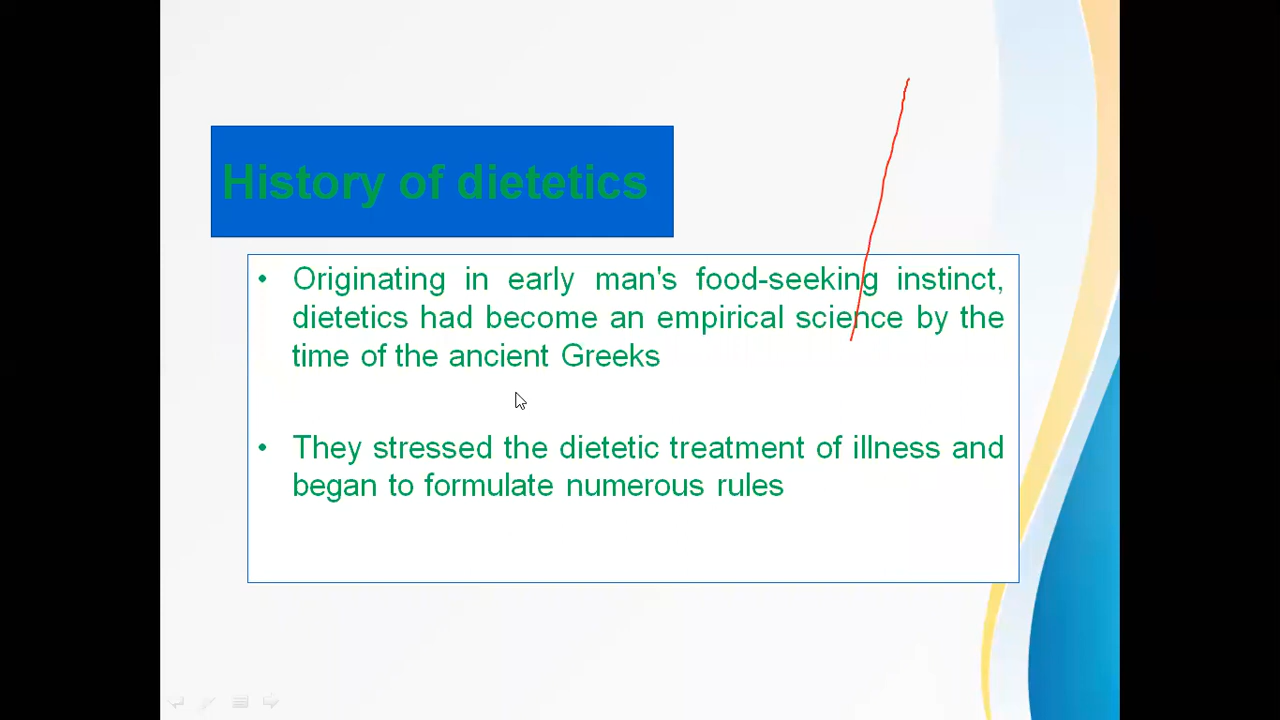 History of dietetics
• Originating in early man's food-seeking instinct,
dietetics had become an empirical science by the
time of the ancient Greeks
• They stressed the dietetic treatment of illness and
began to formulate numerous rules